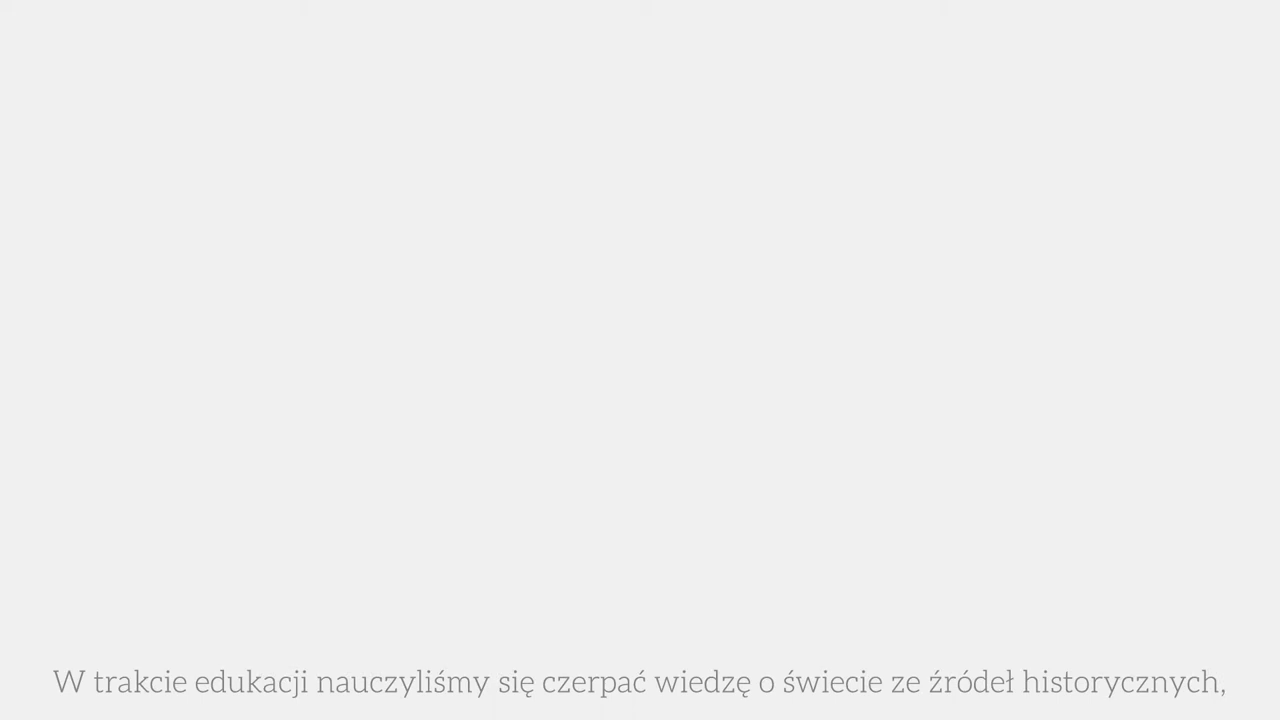 W trakcie edukacji nauczyliśmy się czerpać wiedzę o świecie ze źródeł historycznych,